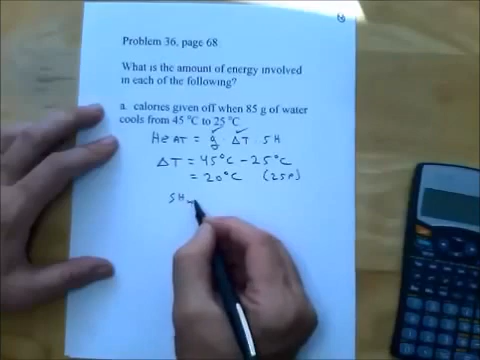 Problem 36, page 68
What is the amount of energy involved
in each of the following?
a. calories given off when 85 g of water
cools from 45 °C to 25 °C
HEAT = g · ΔT · SH
ΔT = 45°C - 25°C
= 20°C (2SF)
SH